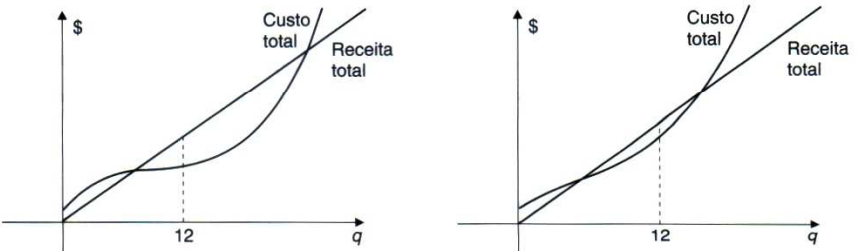 $
Custo
total
Receita
total
12
q
$
Custo
total
Receita
total
12
q